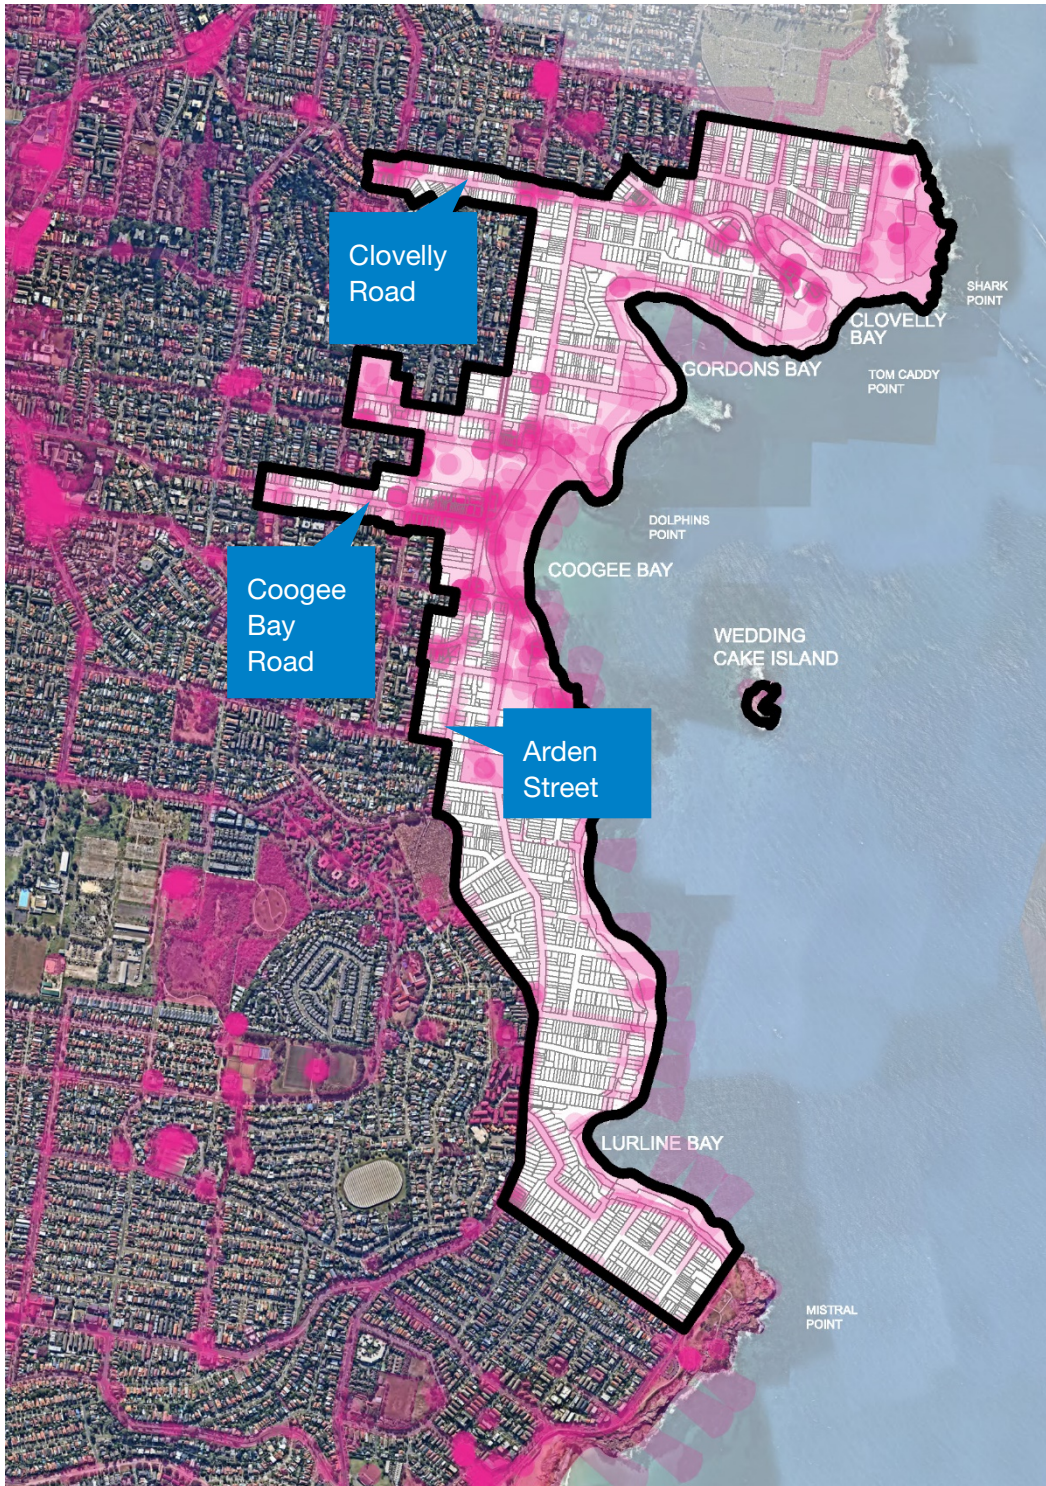 Clovelly
Road
SHARK
POINT
CLOVELLY
BAY
GORDONS BAY
TOM CADDY
POINT
DOLPHINS
POINT
COOGEE BAY
Coogee
Bay
Road
WEDDING
CAKE ISLAND
Arden
Street
LURLINE BAY
MISTRAL
POINT